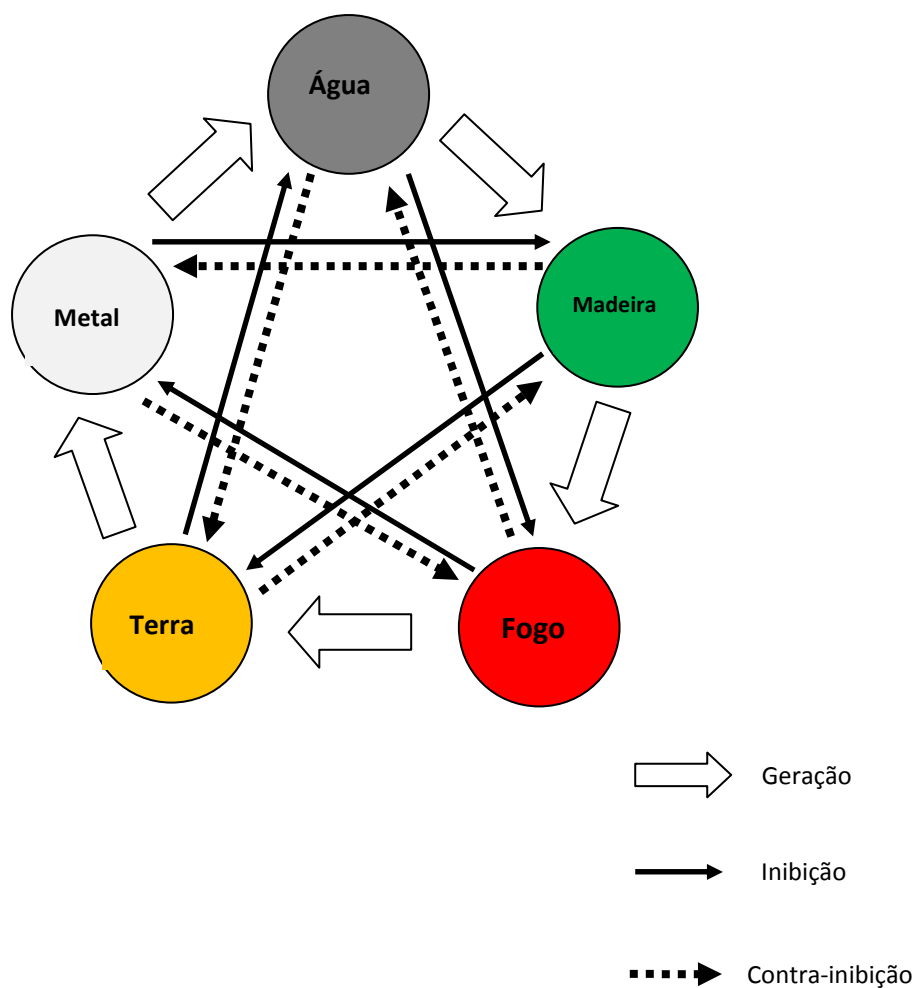 Água
Metal
Madeira
Terra
Fogo
Geração
Inibição
Contra-inibição